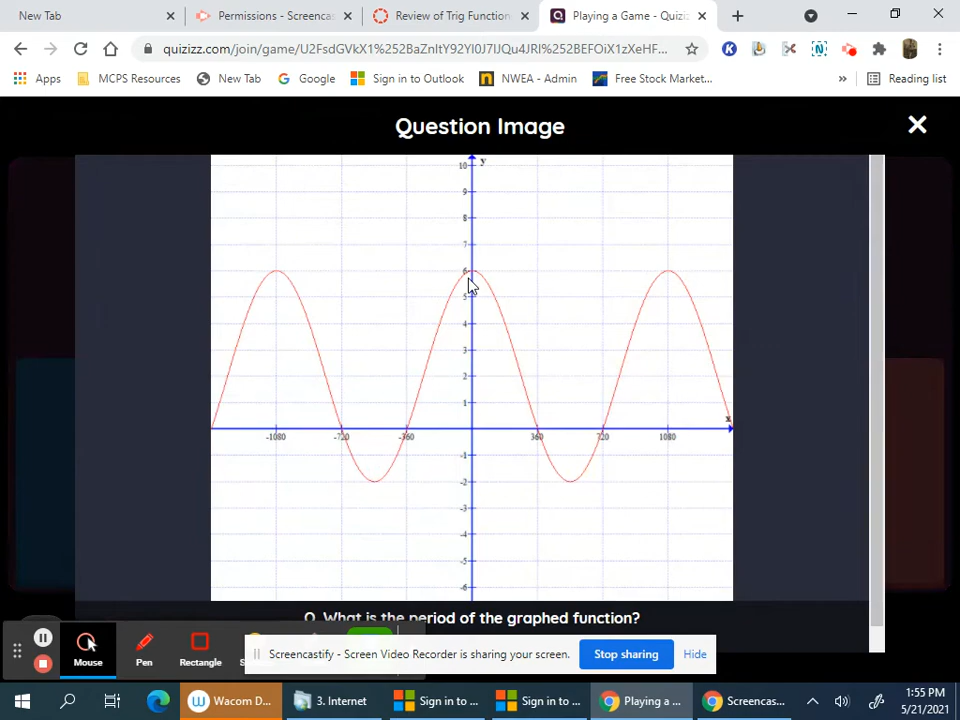 New Tab
Permissions - Screencas
Review of Trig Function
Playing a Game - Quiziz
quizizz.com/join/game/U2FsdGVkX1%252BaZnltY92Yl0J7lJQu4JRl%252BEFOiX1zXeHF...
Apps
MCPS Resources
New Tab
Google
Sign in to Outlook
NWEA - Admin
Free Stock Market...
»
Reading list
Question Image
y
10
9
8
7
6
5
4
3
2
1
x
-1080
-720
-360
360
720
1080
-1
-2
-3
-4
-5
-6
Q. What is the period of the graphed function?
Mouse
Pen
Rectangle
Screencastify - Screen Video Recorder is sharing your screen.
Stop sharing
Hide
Wacom D...
3. Internet
Sign in to ...
Sign in to ...
Playing a ...
Screencas...
1:55 PM
5/21/2021